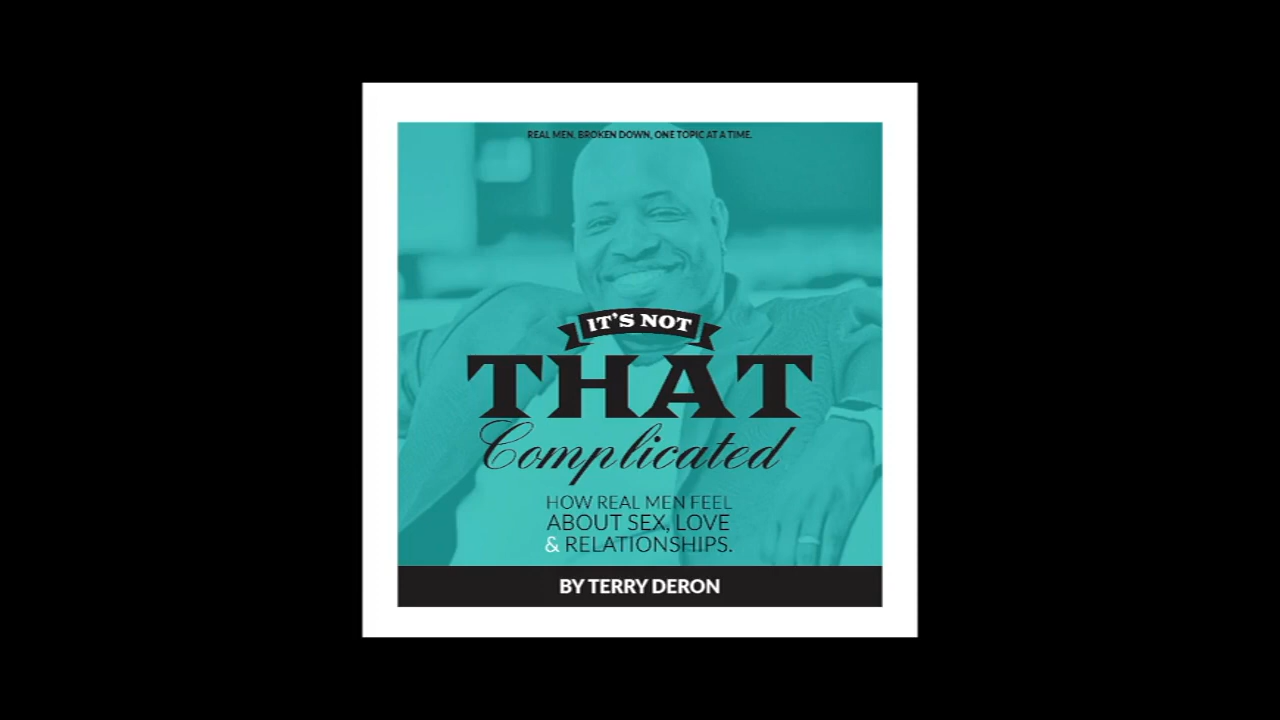 REAL MEN, BROKEN DOWN, ONE TOPIC AT A TIME.
IT'S NOT
THAT
Complicated
HOW REAL MEN FEEL
ABOUT SEX, LOVE
& RELATIONSHIPS.
BY TERRY DERON